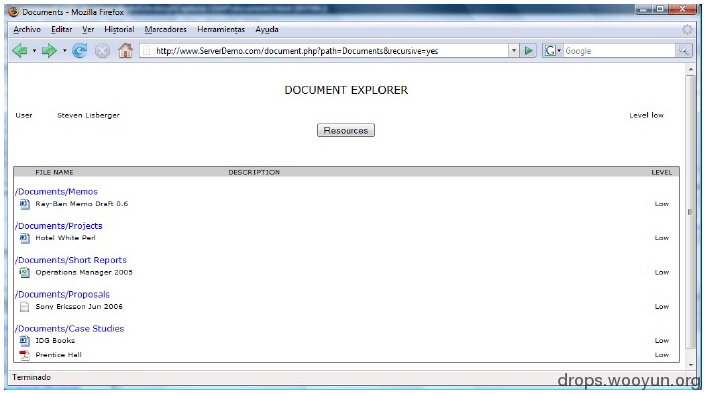 Documents - Mozilla Firefox
Archivo Editar Ver Historial Marcadores Herramientas Ayuda
http://www.ServerDemo.com/document.php?path=Documents&recursive=yes Google
DOCUMENT EXPLORER
User Steven Lisberger Level low
Resources
FILE NAME DESCRIPTION LEVEL
/Documents/Memos
Ray-Ban Memo Draft 0.6 Low
/Documents/Projects
Hotel White Perl Low
/Documents/Short Reports
Operations Manager 2005 Low
/Documents/Proposals
Sony Ericsson Jun 2006 Low
/Documents/Case Studies
IDG Books Low
Prentice Hall Low
Terminado
drops.wooyun.org